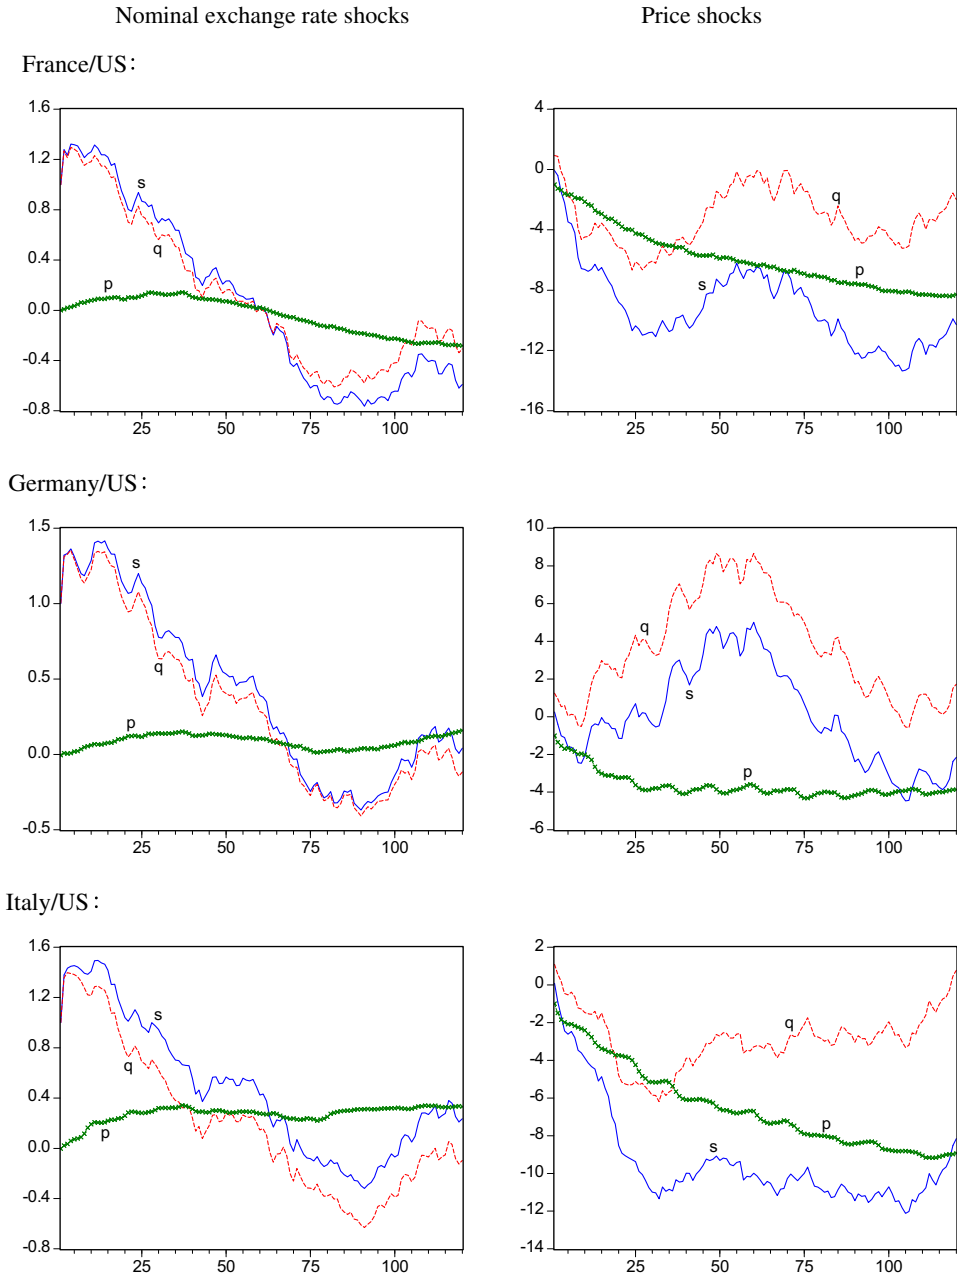 Nominal exchange rate shocks Price shocks
France/US:
1.6
1.2
0.8
0.4
0.0
-0.4
-0.8
s
q
p
25 50 75 100
4
0
-4
-8
-12
-16
q
s
p
25 50 75 100
Germany/US:
1.5
1.0
0.5
0.0
-0.5
s
q
p
25 50 75 100
10
8
6
4
2
0
-2
-4
-6
q
s
p
25 50 75 100
Italy/US:
1.6
1.2
0.8
0.4
0.0
-0.4
-0.8
s
q
p
25 50 75 100
2
0
-2
-4
-6
-8
-10
-12
-14
q
p
s
25 50 75 100